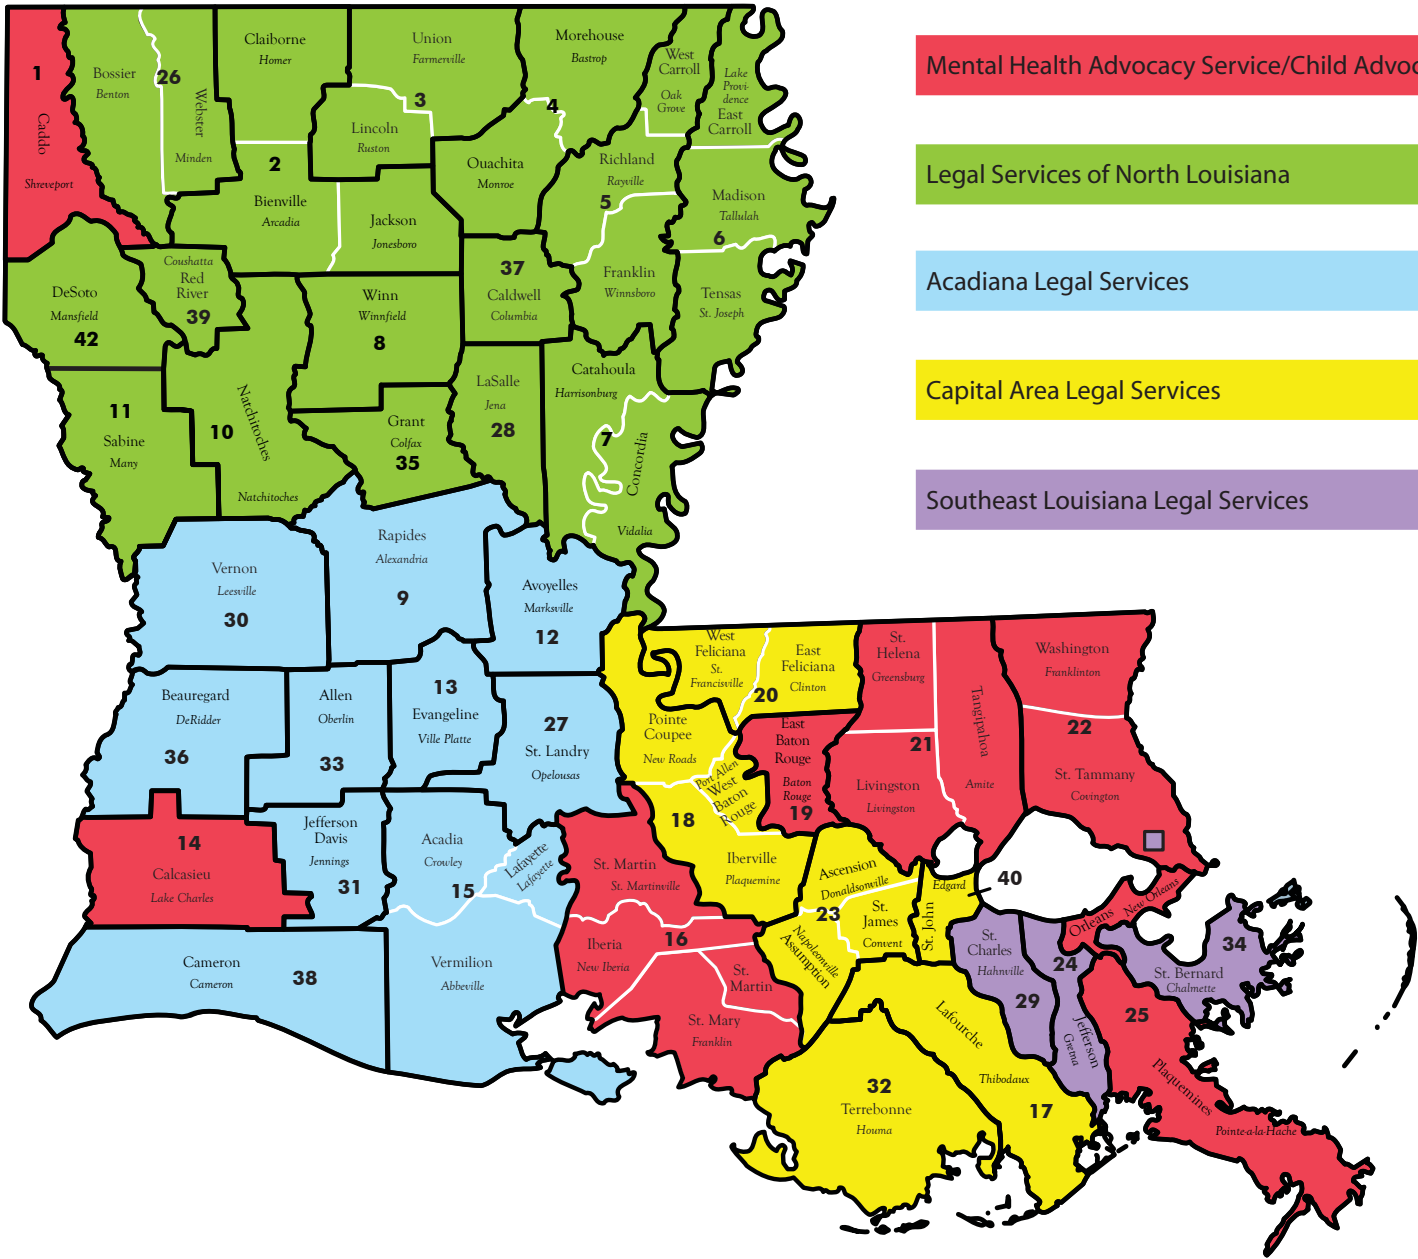 Mental Health Advocacy Service/Child Advoc
Legal Services of North Louisiana
Acadiana Legal Services
Capital Area Legal Services
Southeast Louisiana Legal Services
1
Caddo
Shreveport
Bossier
Benton
26
Webster
Minden
Claiborne
Homer
2
Bienville
Arcadia
Union
Farmerville
3
Lincoln
Ruston
Jackson
Jonesboro
Morehouse
Bastrop
4
Ouachita
Monroe
West
Carroll
Oak
Grove
Lake
Provi-
dence
East
Carroll
Richland
Rayville
5
Franklin
Winnsboro
Madison
Tallulah
6
Tensas
St. Joseph
DeSoto
Mansfield
42
Coushatta
Red
River
39
Winn
Winnfield
8
37
Caldwell
Columbia
11
Sabine
Many
10
Natchitoches
Natchitoches
Grant
Colfax
35
LaSalle
Jena
28
Catahoula
Harrisonburg
7
Concordia
Vidalia
Vernon
Leesville
30
Rapides
Alexandria
9
Avoyelles
Marksville
12
Beauregard
DeRidder
36
Allen
Oberlin
33
13
Evangeline
Ville Platte
27
St. Landry
Opelousas
14
Calcasieu
Lake Charles
Jefferson
Davis
Jennings
31
Acadia
Crowley
15
Lafayette
Lafayette
Cameron
Cameron
38
Vermilion
Abbeville
St. Martin
St. Martinville
16
Iberia
New Iberia
St.
Martin
St. Mary
Franklin
West
Feliciana
St.
Francisville
20
East
Feliciana
Clinton
Pointe
Coupee
New Roads
Port Allen
West
Baton
Rouge
18
Iberville
Plaquemine
East
Baton
Rouge
Baton
Rouge
19
St.
Helena
Greensburg
21
Livingston
Livingston
Tangipahoa
Amite
Washington
Franklinton
22
St. Tammany
Covington
Ascension
Donaldsonville
23
St.
James
Convent
Napoleonville
Assumption
Edgard
St. John
40
St.
Charles
Hahnville
29
24
Jefferson
Gretna
Orleans
New Orleans
34
St. Bernard
Chalmette
25
Plaquemines
Pointe-a-la-Hache
Lafourche
Thibodaux
17
32
Terrebonne
Houma